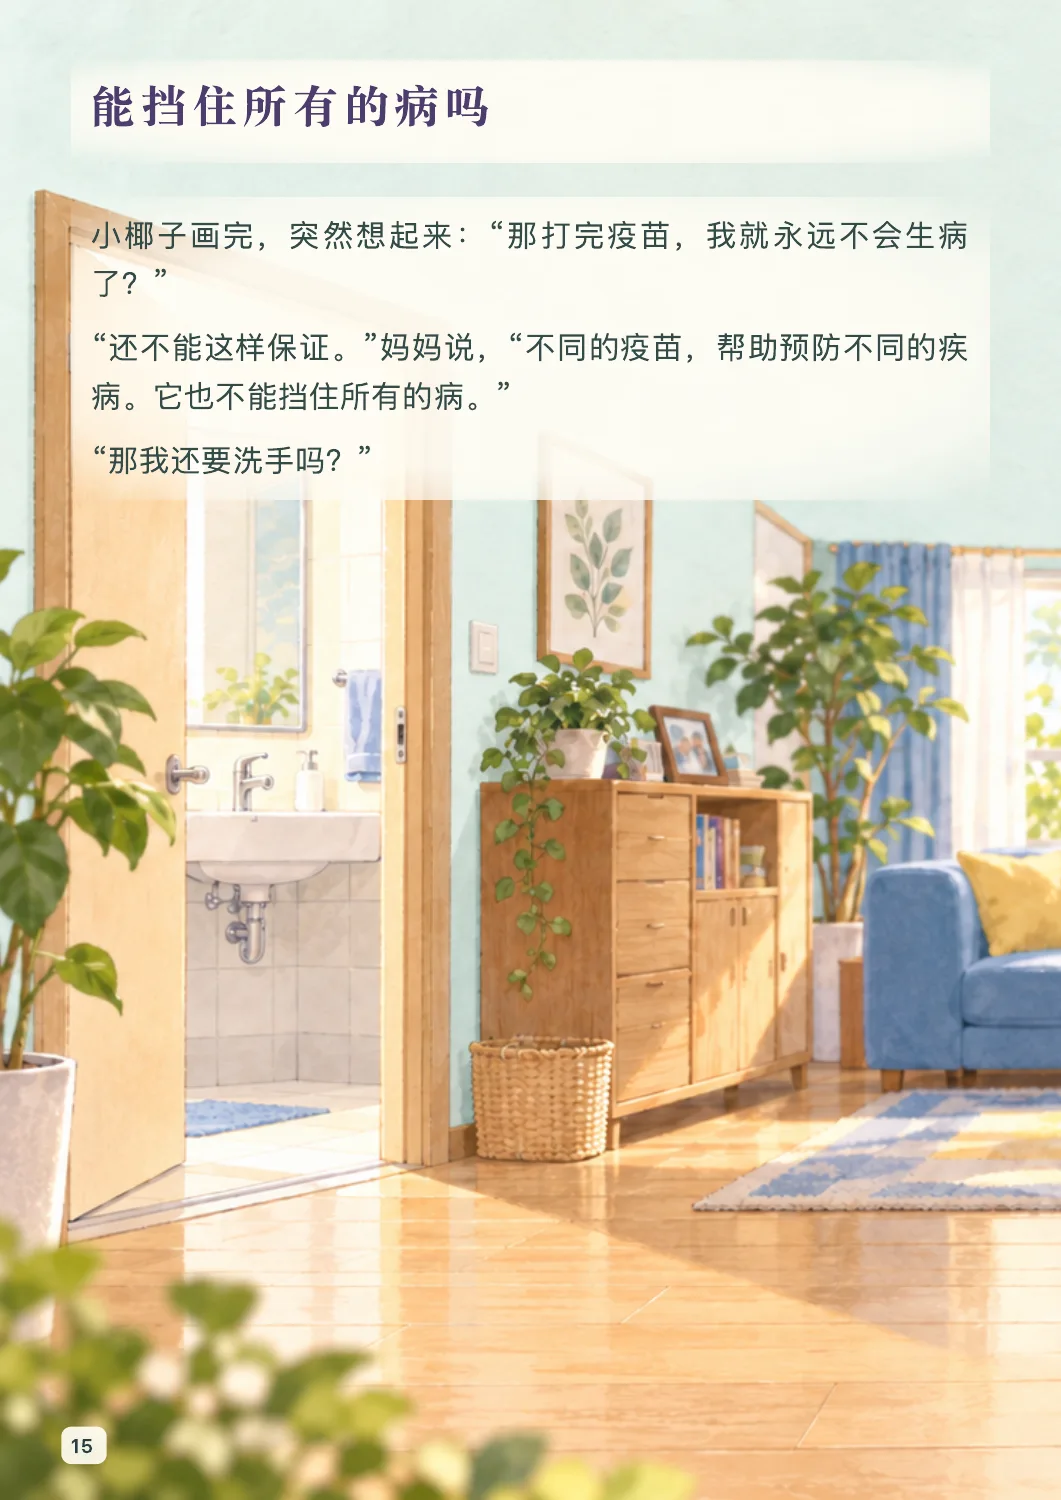 能挡住所有的病吗
小椰子画完，突然想起来：“那打完疫苗，我就永远不会生病
了？”
“还不能这样保证。”妈妈说，“不同的疫苗，帮助预防不同的疾
病。它也不能挡住所有的病。”
“那我还要洗手吗？”
15